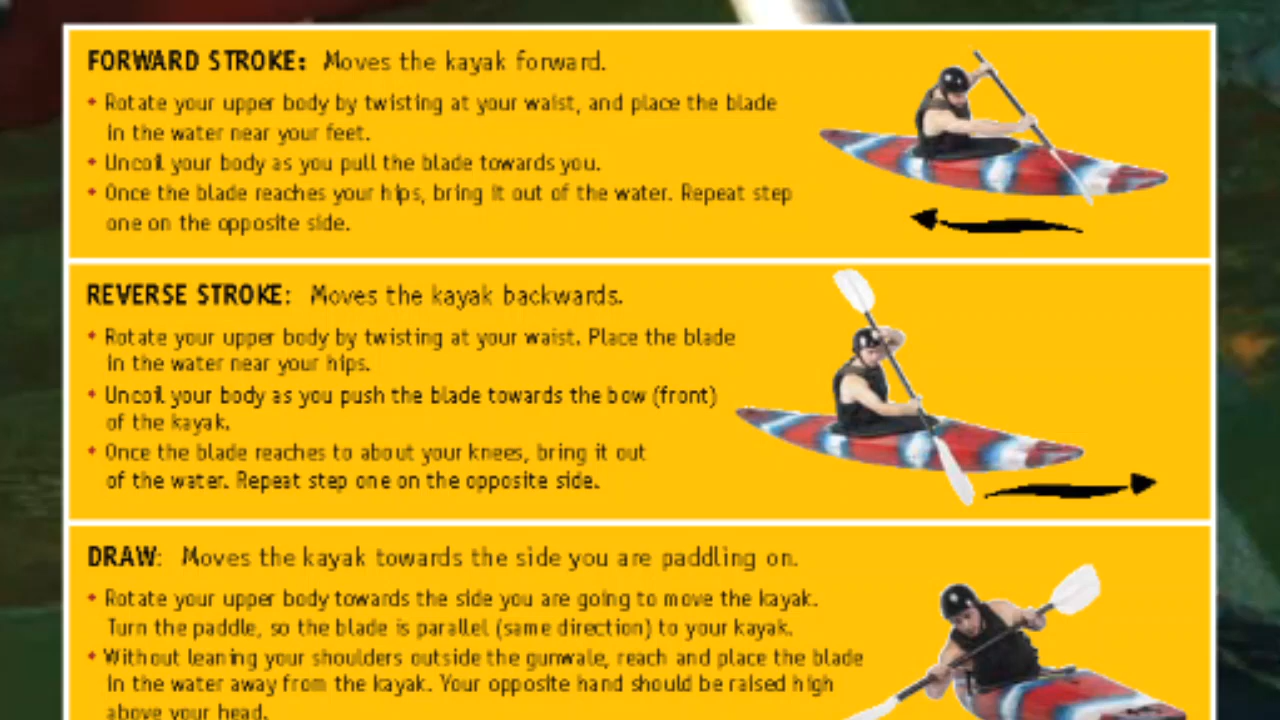 FORWARD STROKE: Moves the kayak forward.
• Rotate your upper body by twisting at your waist, and place the blade
in the water near your feet.
• Uncoil your body as you pull the blade towards you.
• Once the blade reaches your hips, bring it out of the water. Repeat step
one on the opposite side.
REVERSE STROKE: Moves the kayak backwards.
• Rotate your upper body by twisting at your waist. Place the blade
in the water near your hips.
• Uncoil your body as you push the blade towards the bow (front)
of the kayak.
• Once the blade reaches to about your knees, bring it out
of the water. Repeat step one on the opposite side.
DRAW: Moves the kayak towards the side you are paddling on.
• Rotate your upper body towards the side you are going to move the kayak.
Turn the paddle, so the blade is parallel (same direction) to your kayak.
• Without leaning your shoulders outside the gunwale, reach and place the blade
in the water away from the kayak. Your opposite hand should be raised high
above your head.